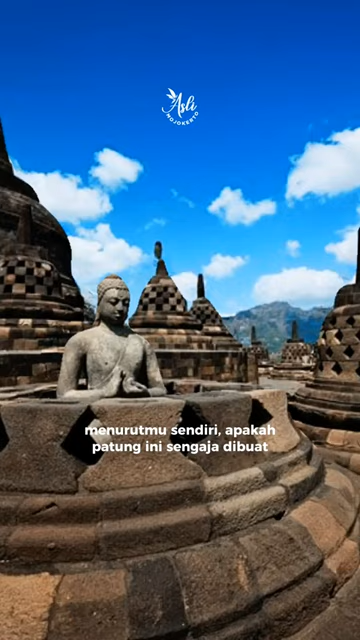 Asli
MOJOKERTO
menurutmu sendiri, apakah
patung ini sengaja dibuat